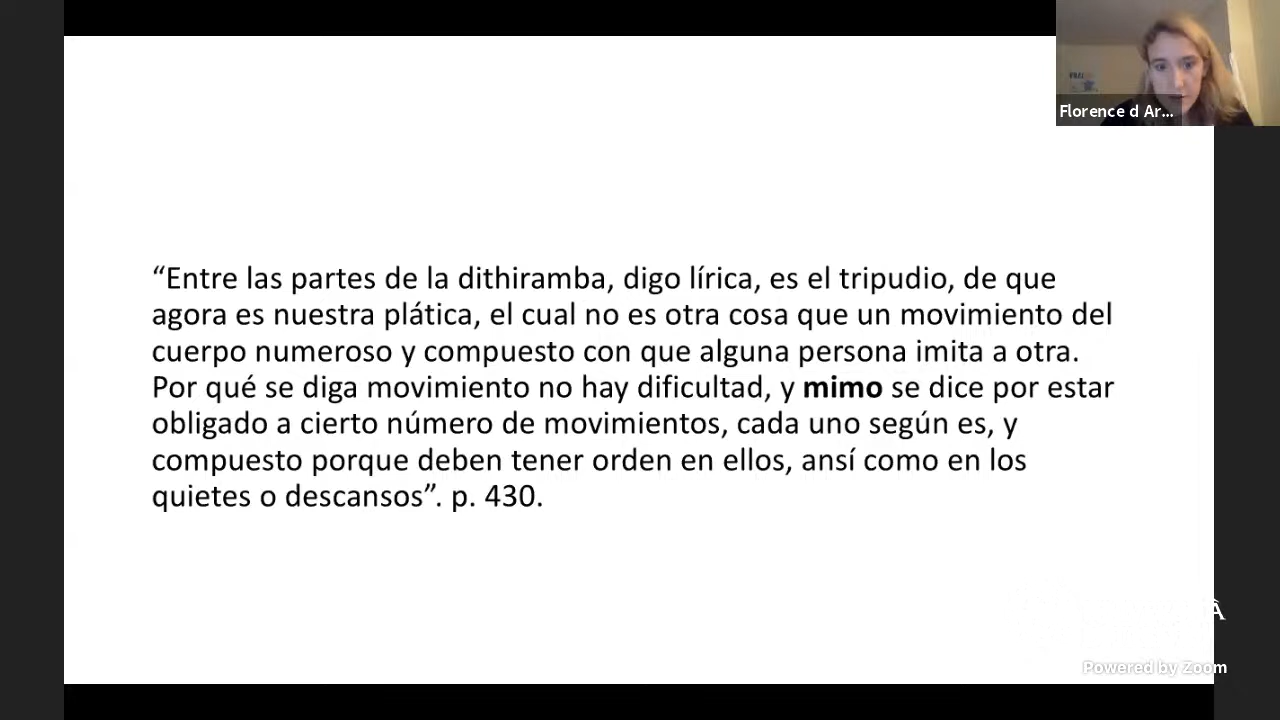 Florence d Ar...
“Entre las partes de la dithiramba, digo lírica, es el tripudio, de que
agora es nuestra plática, el cual no es otra cosa que un movimiento del
cuerpo numeroso y compuesto con que alguna persona imita a otra.
Por qué se diga movimiento no hay dificultad, y mimo se dice por estar
obligado a cierto número de movimientos, cada uno según es, y
compuesto porque deben tener orden en ellos, ansí como en los
quietes o descansos”. p. 430.
Powered by Zoom